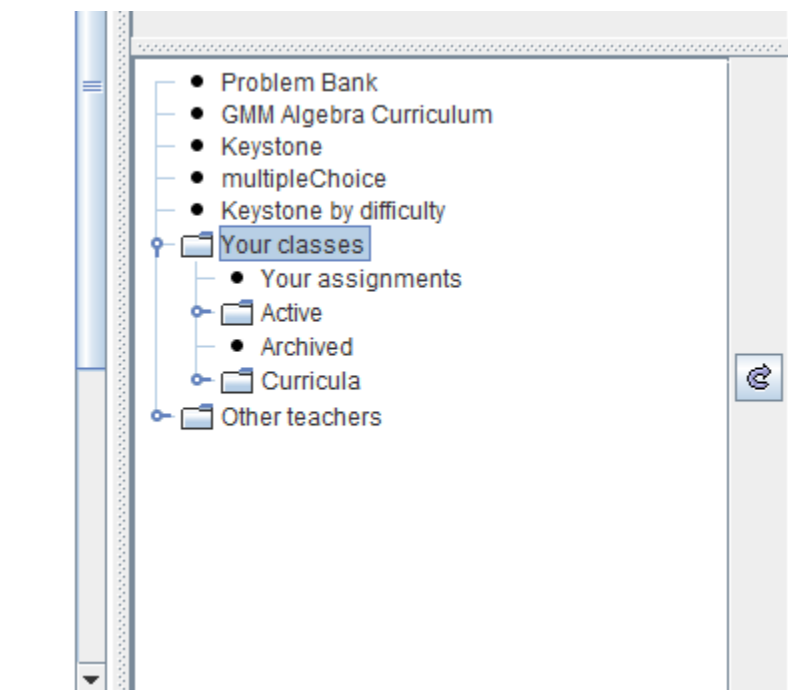 Problem Bank
GMM Algebra Curriculum
Keystone
multipleChoice
Keystone by difficulty
Your classes
Your assignments
Active
Archived
Curricula
Other teachers